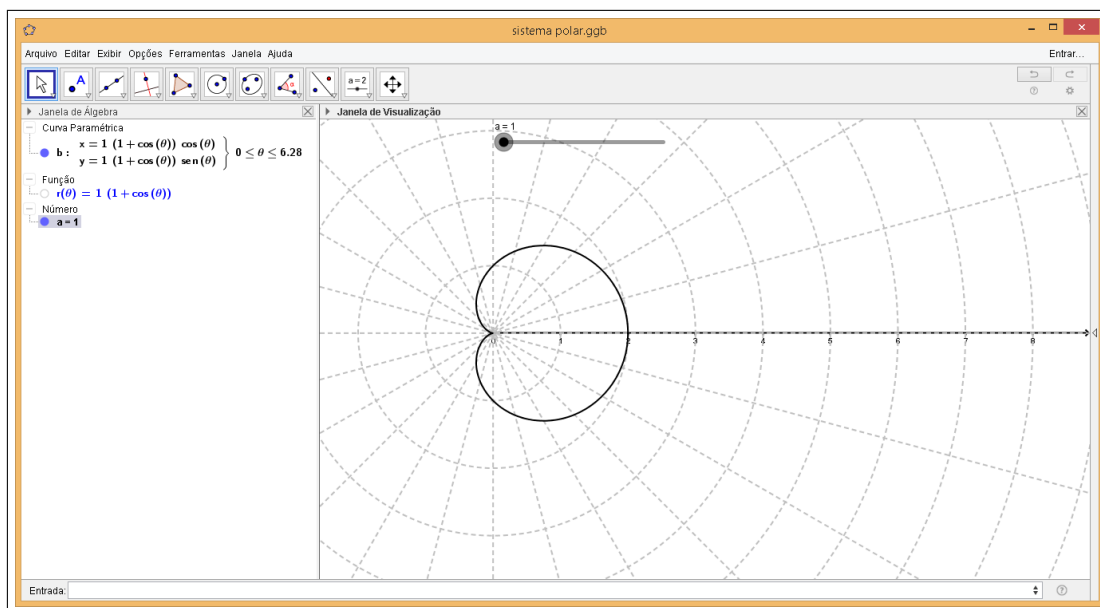 sistema polar.ggb
Arquivo Editar Exibir Opções Ferramentas Janela Ajuda
Entrar...
A
α
a=2
Janela de Álgebra
Janela de Visualização
Curva Paramétrica
b : x = 1 (1 + cos (θ)) cos (θ)
y = 1 (1 + cos (θ)) sen (θ)
} 0 ≤ θ ≤ 6.28
Função
r(θ) = 1 (1 + cos (θ))
Número
a = 1
a = 1
0 1 2 3 4 5 6 7 8
Entrada: